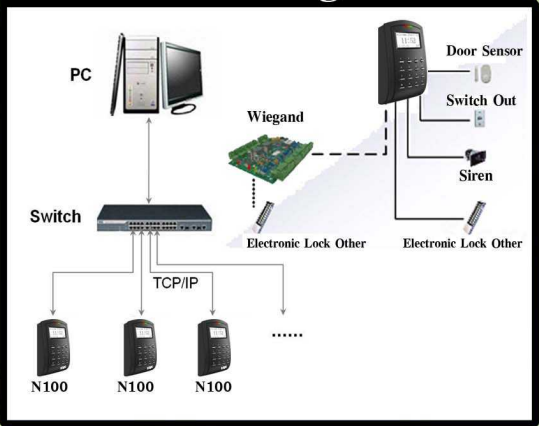 PC
Door Sensor
Switch Out
Wiegand
Siren
Switch
Electronic Lock Other
Electronic Lock Other
TCP/IP
......
N100
N100
N100